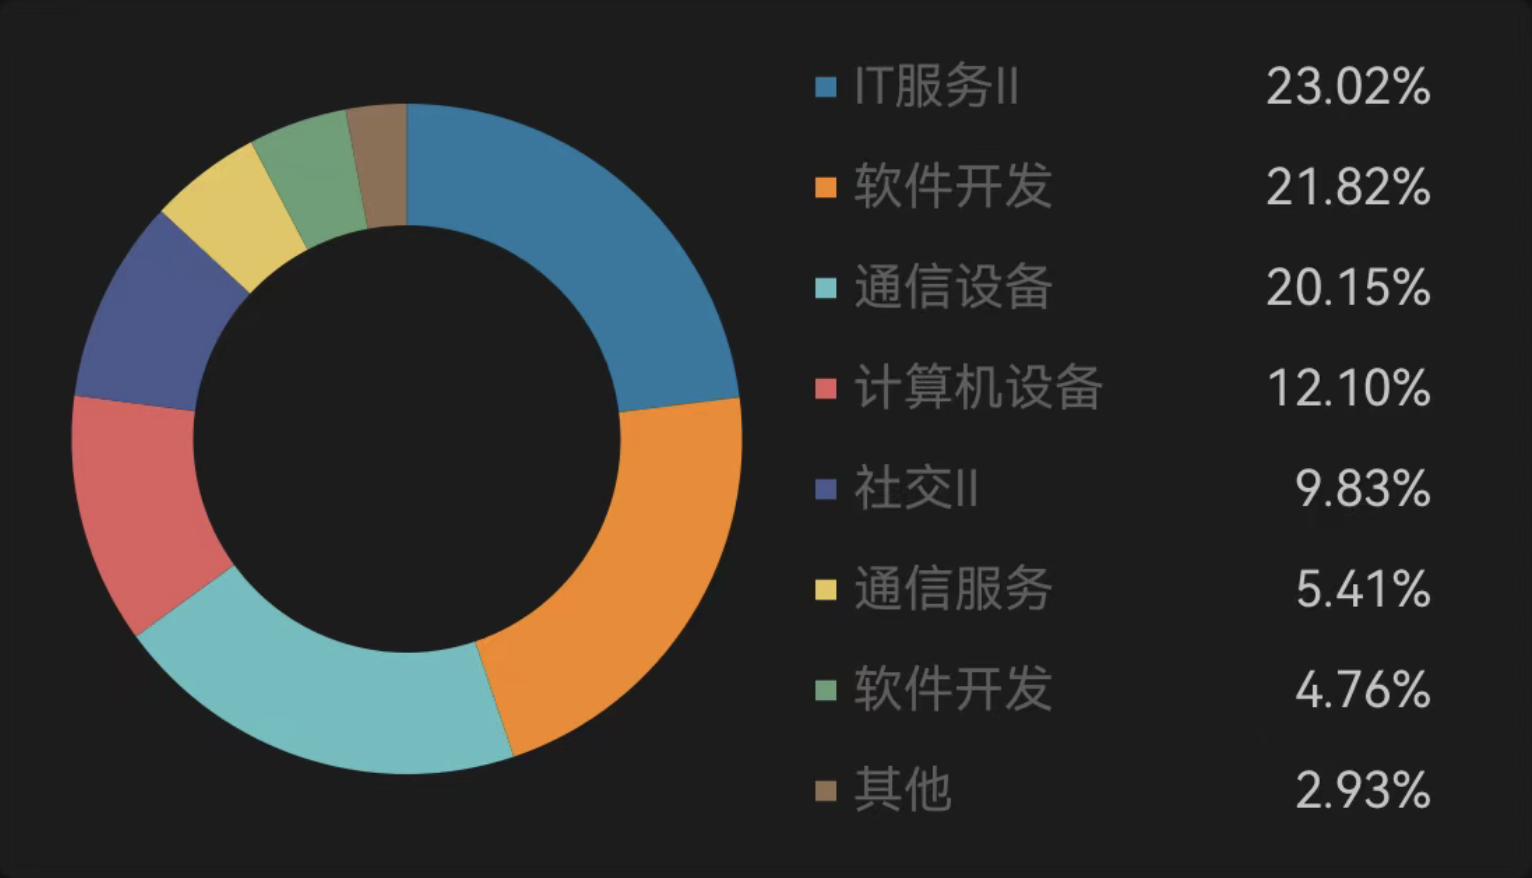 IT服务II 23.02%
软件开发 21.82%
通信设备 20.15%
计算机设备 12.10%
社交II 9.83%
通信服务 5.41%
软件开发 4.76%
其他 2.93%